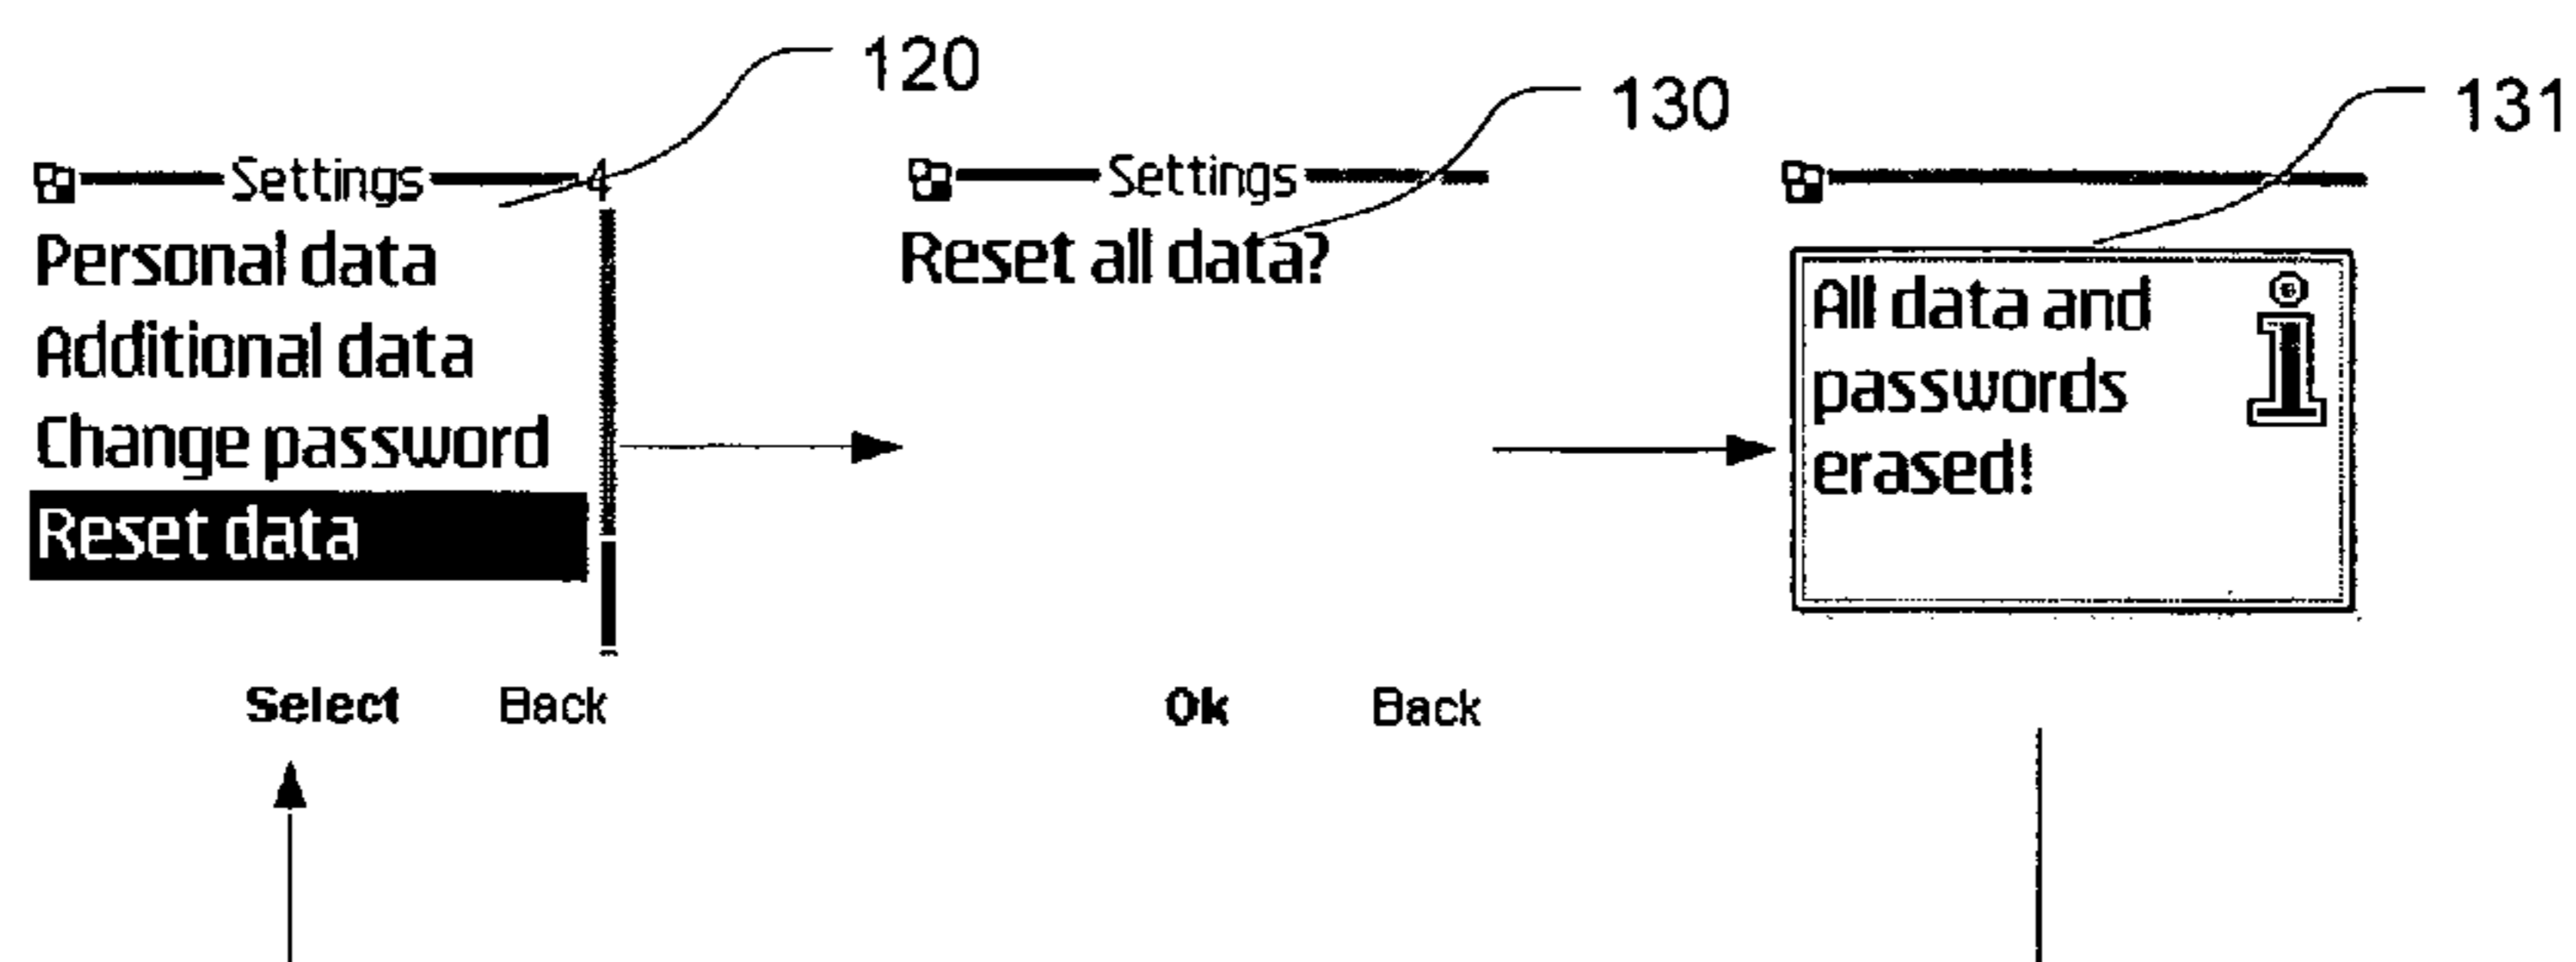 120
130
131
Settings 4
Personal data
Additional data
Change password
Reset data
Select Back
Settings
Reset all data?
Ok Back
All data and
passwords
erased!